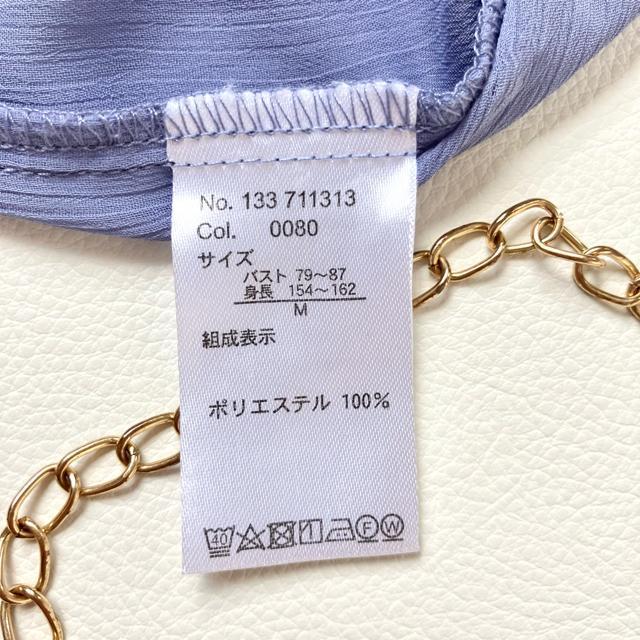 No. 133 711313
Col. 0080
サイズ
バスト 79～87
身長 154～162
M
組成表示
ポリエステル 100%
40 F W